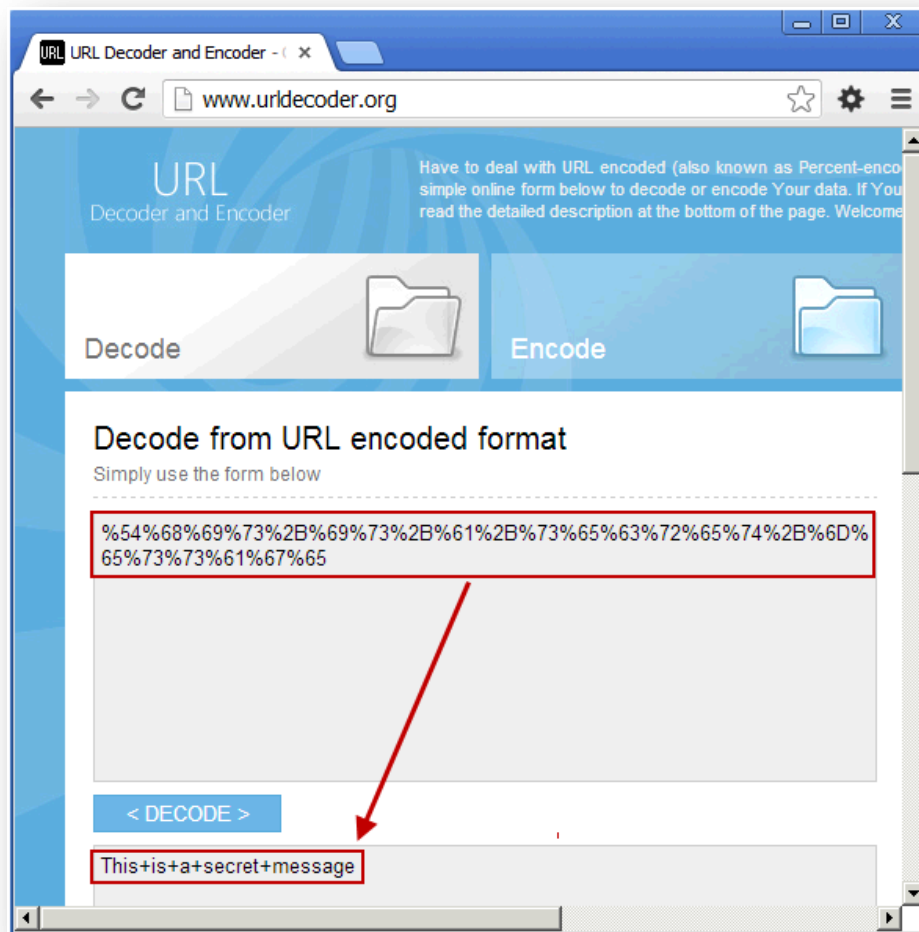 URL URL Decoder and Encoder - (
www.urldecoder.org
URL
Decoder and Encoder
Have to deal with URL encoded (also known as Percent-enco
simple online form below to decode or encode Your data. If You
read the detailed description at the bottom of the page. Welcome
Decode
Encode
Decode from URL encoded format
Simply use the form below
%54%68%69%73%2B%69%73%2B%61%2B%73%65%63%72%65%74%2B%6D%
65%73%73%61%67%65
< DECODE >
This+is+a+secret+message